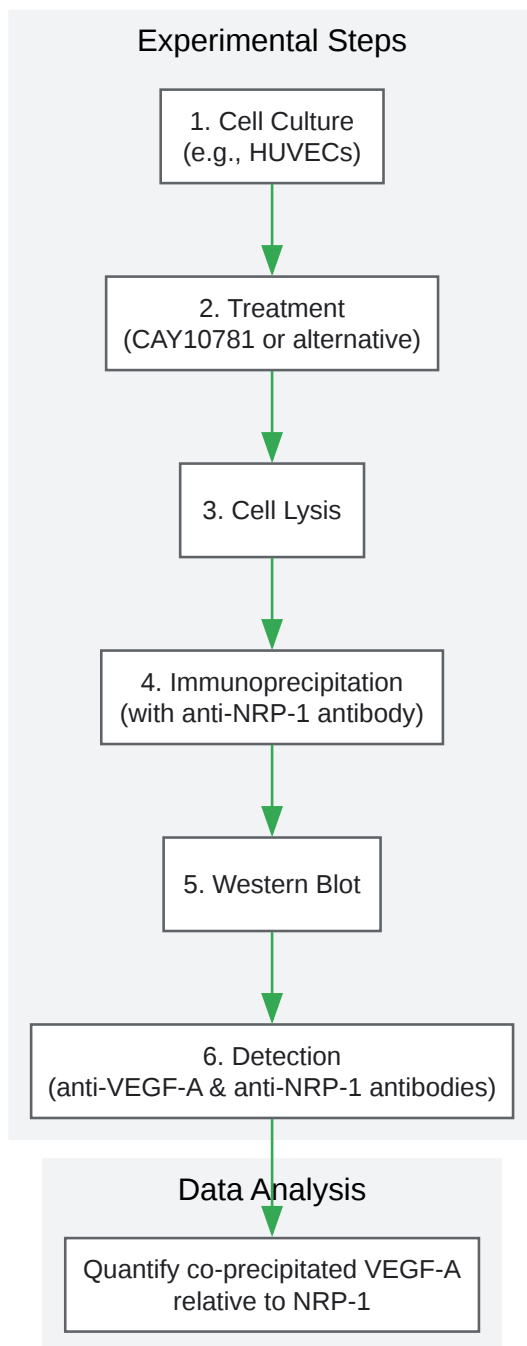 Experimental Steps
1. Cell Culture
(e.g., HUVECs)
2. Treatment
(CAY10781 or alternative)
3. Cell Lysis
4. Immunoprecipitation
(with anti-NRP-1 antibody)
5. Western Blot
6. Detection
(anti-VEGF-A & anti-NRP-1 antibodies)
Data Analysis
Quantify co-precipitated VEGF-A
relative to NRP-1